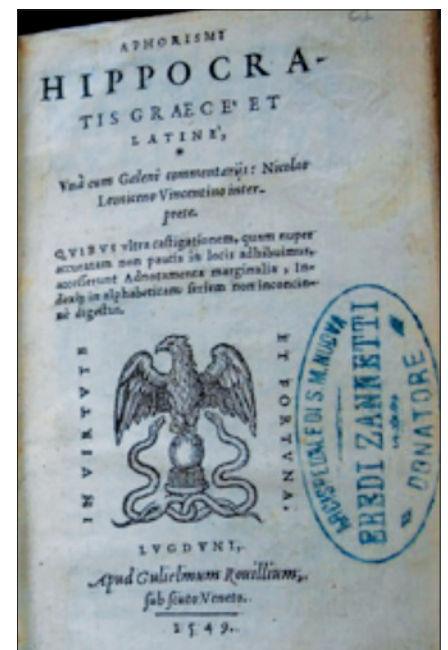 APHORISMI
HIPPOCRA-
TIS GRAECE' ET
LATINE',
*
Vnà cum Galeni commentarijs: Nicolao
Leoniceno Vincentino inter-
prete.
QVIBVS vltra castigationem, quam nuper
accuratam non paucis in locis adhibuimus,
accesserunt Adnotamenta marginalia, In-
dexq; in alphabeticam seriem non inconcin-
nè digestus.
IN VIRTVTE
ET FORTVNA.
LVGDVNI,
Apud Gulielmum Rouillium,
sub scuto Veneto.
1549.
ARCISPEDALE DI S. M. NUOVA
EREDI ZANNETTI
DONATORE